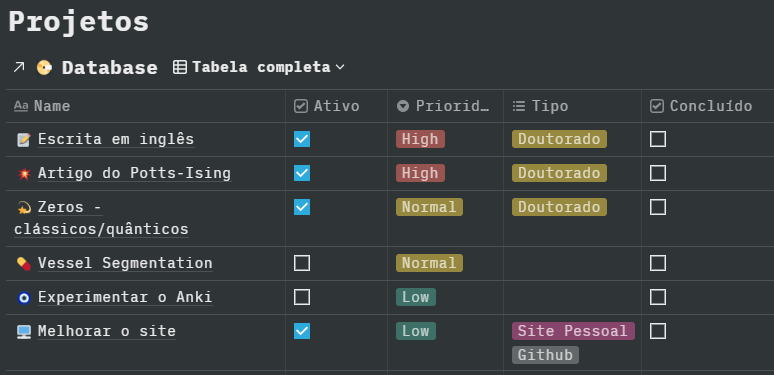 Projetos
Database Tabela completa
Name Ativo Priorid… Tipo Concluído
Escrita em inglês High Doutorado
Artigo do Potts-Ising High Doutorado
Zeros - Normal Doutorado
clássicos/quânticos
Vessel Segmentation Normal
Experimentar o Anki Low
Melhorar o site Low Site Pessoal
Github